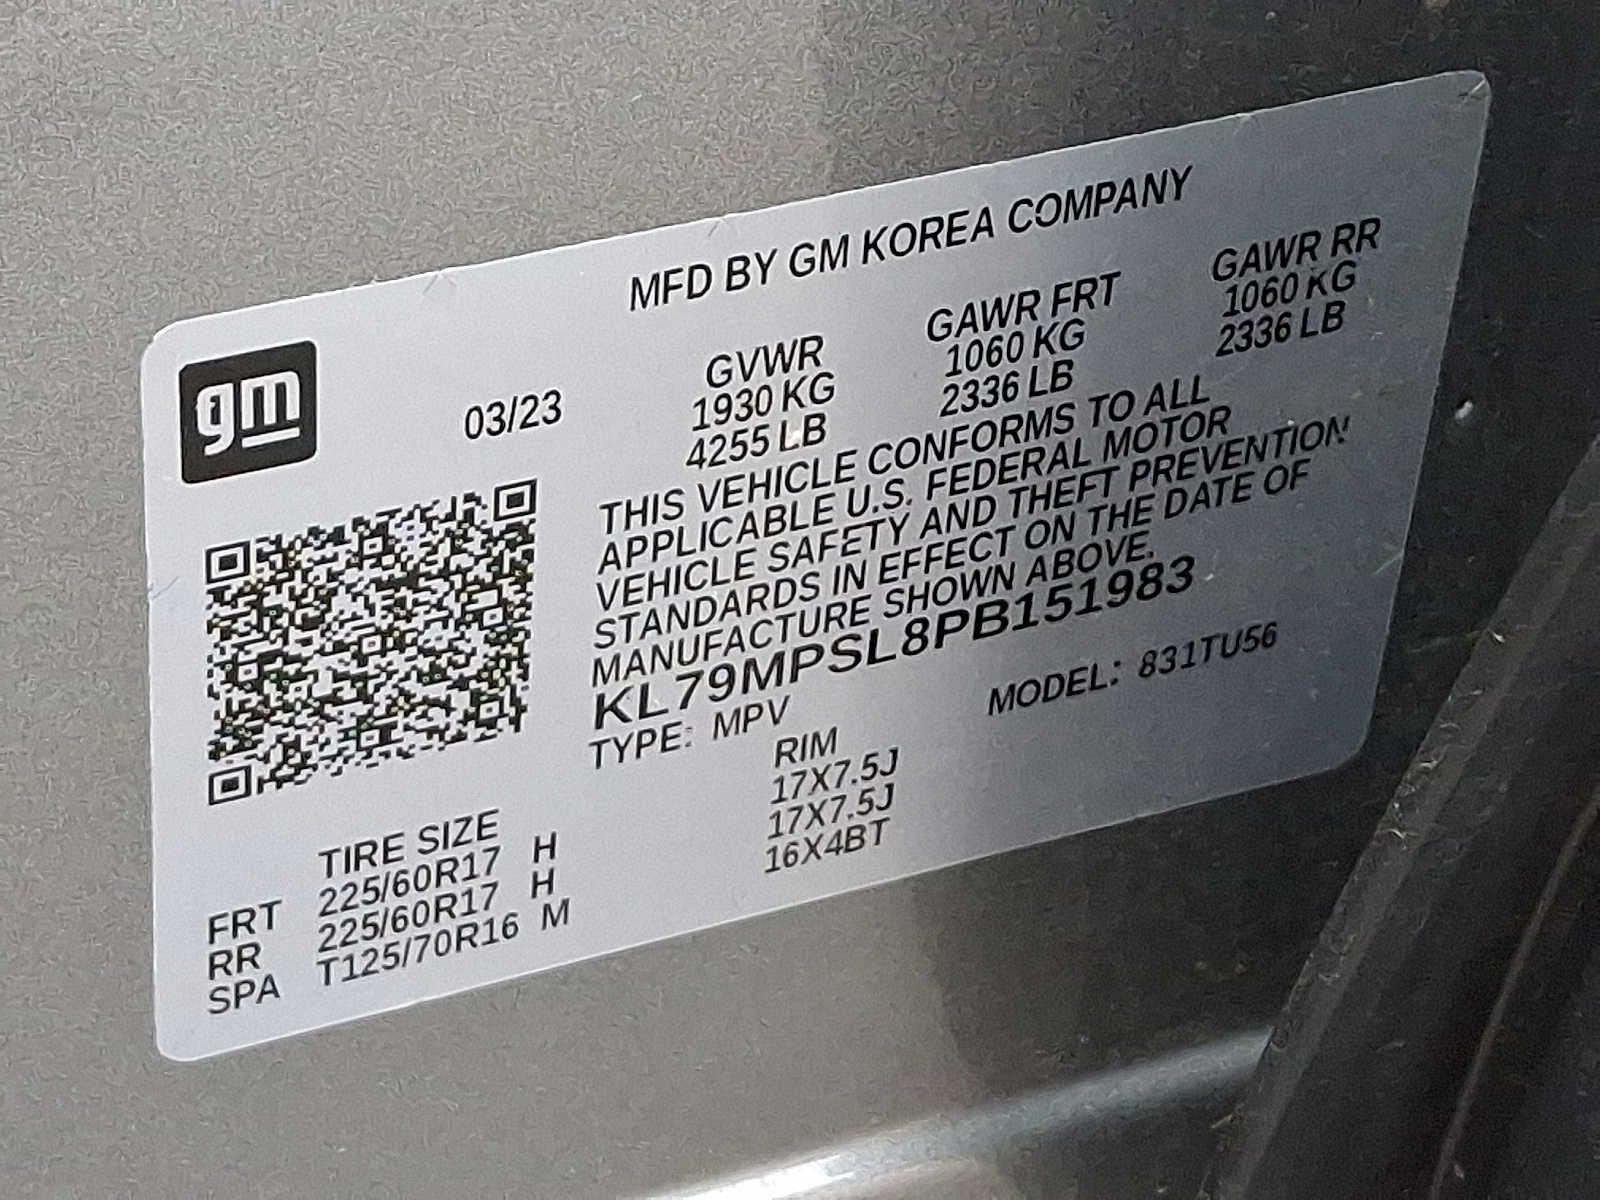 MFD BY GM KOREA COMPANY
gm
03/23
GVWR GAWR FRT GAWR RR
1930 KG 1060 KG 1060 KG
4255 LB 2336 LB 2336 LB
THIS VEHICLE CONFORMS TO ALL
APPLICABLE U.S. FEDERAL MOTOR
VEHICLE SAFETY AND THEFT PREVENTION
STANDARDS IN EFFECT ON THE DATE OF
MANUFACTURE SHOWN ABOVE.
KL79MPSL8PB151983
TYPE: MPV MODEL: 831TU56
TIRE SIZE RIM
FRT 225/60R17 H 17X7.5J
RR 225/60R17 H 17X7.5J
SPA T125/70R16 M 16X4BT